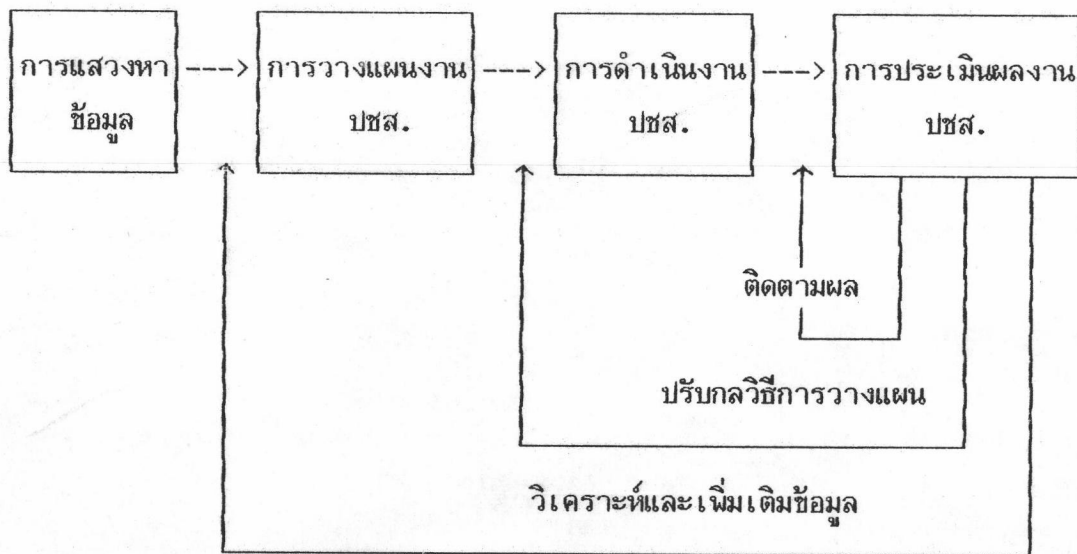 การแสวงหา ---> การวางแผนงาน ---> การดำเนินงาน ---> การประเมินผลงาน
ข้อมูล ปชส. ปชส. ปชส.
ติดตามผล
ปรับกลวิธีการวางแผน
วิเคราะห์และเพิ่มเติมข้อมูล